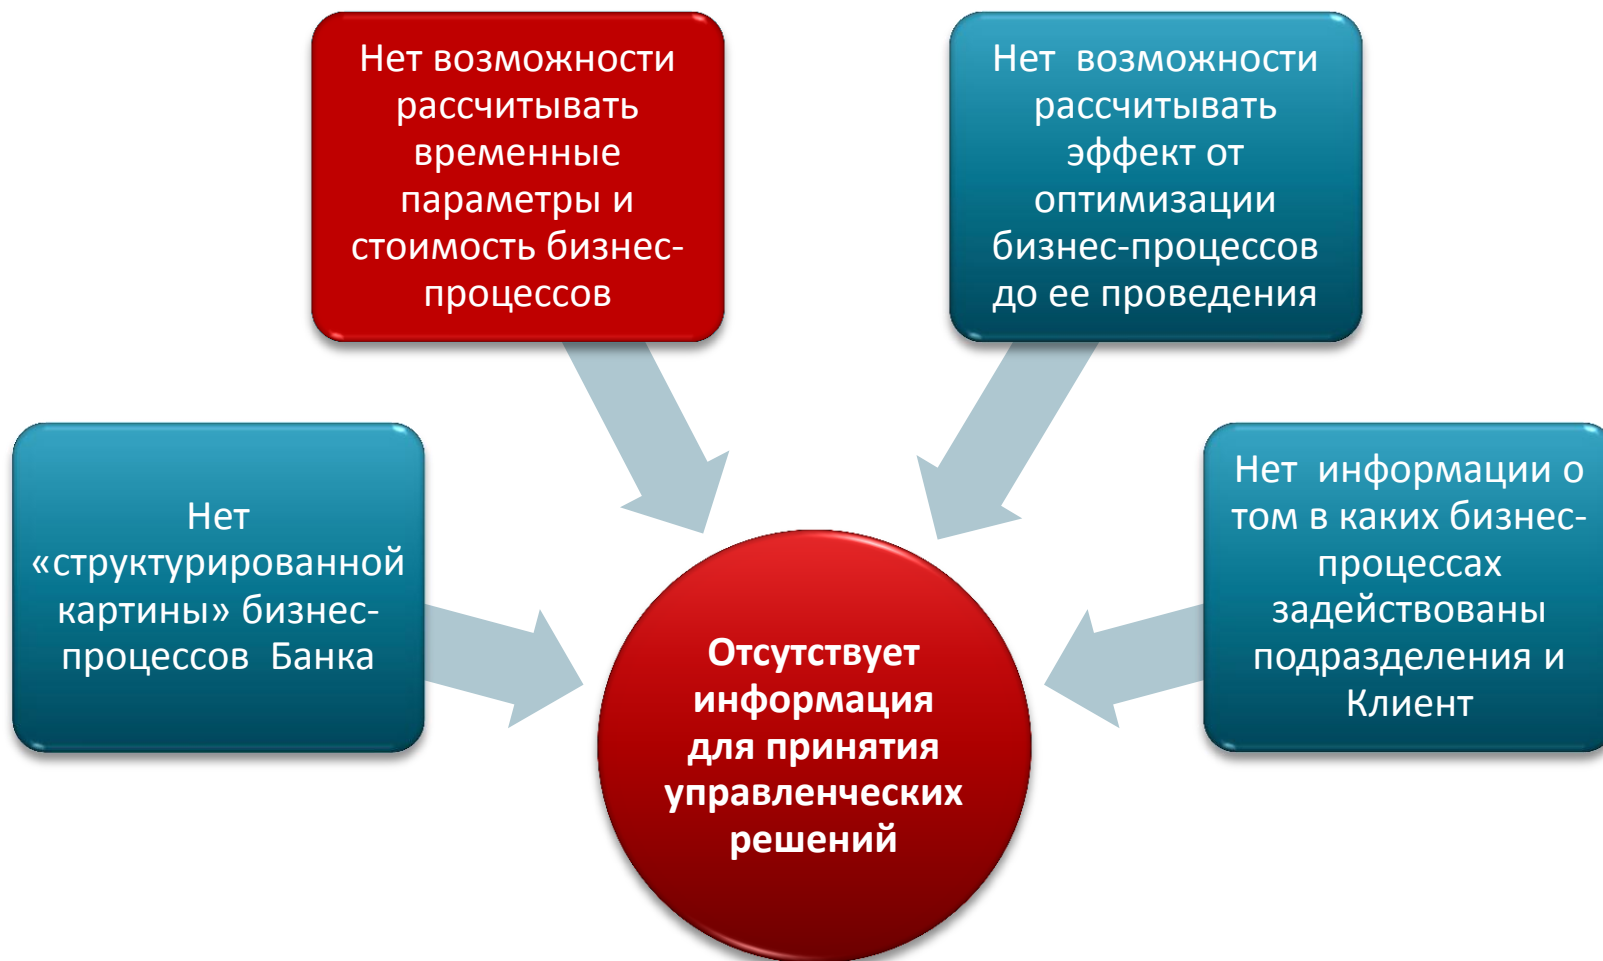 Нет возможности
рассчитывать
временные
параметры и
стоимость бизнес-
процессов
Нет возможности
рассчитывать
эффект от
оптимизации
бизнес-процессов
до ее проведения
Нет
«структурированной
картины» бизнес-
процессов Банка
Нет информации о
том в каких бизнес-
процессах
задействованы
подразделения и
Клиент
Отсутствует
информация
для принятия
управленческих
решений